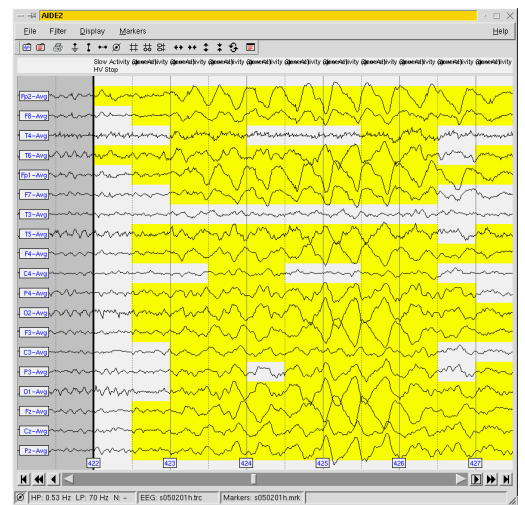 AIDE2
File Filter Display Markers Help
Slow Activity
HV Stop
Fp2-Avg
F8-Avg
T4-Avg
T6-Avg
Fp1-Avg
F7-Avg
T3-Avg
T5-Avg
F4-Avg
C4-Avg
P4-Avg
O2-Avg
F3-Avg
C3-Avg
P3-Avg
O1-Avg
Fz-Avg
Cz-Avg
Pz-Avg
422 423 424 425 426 427
HP: 0.53 Hz LP: 70 Hz N: - EEG: s050201h.trc Markers: s050201h.mrk